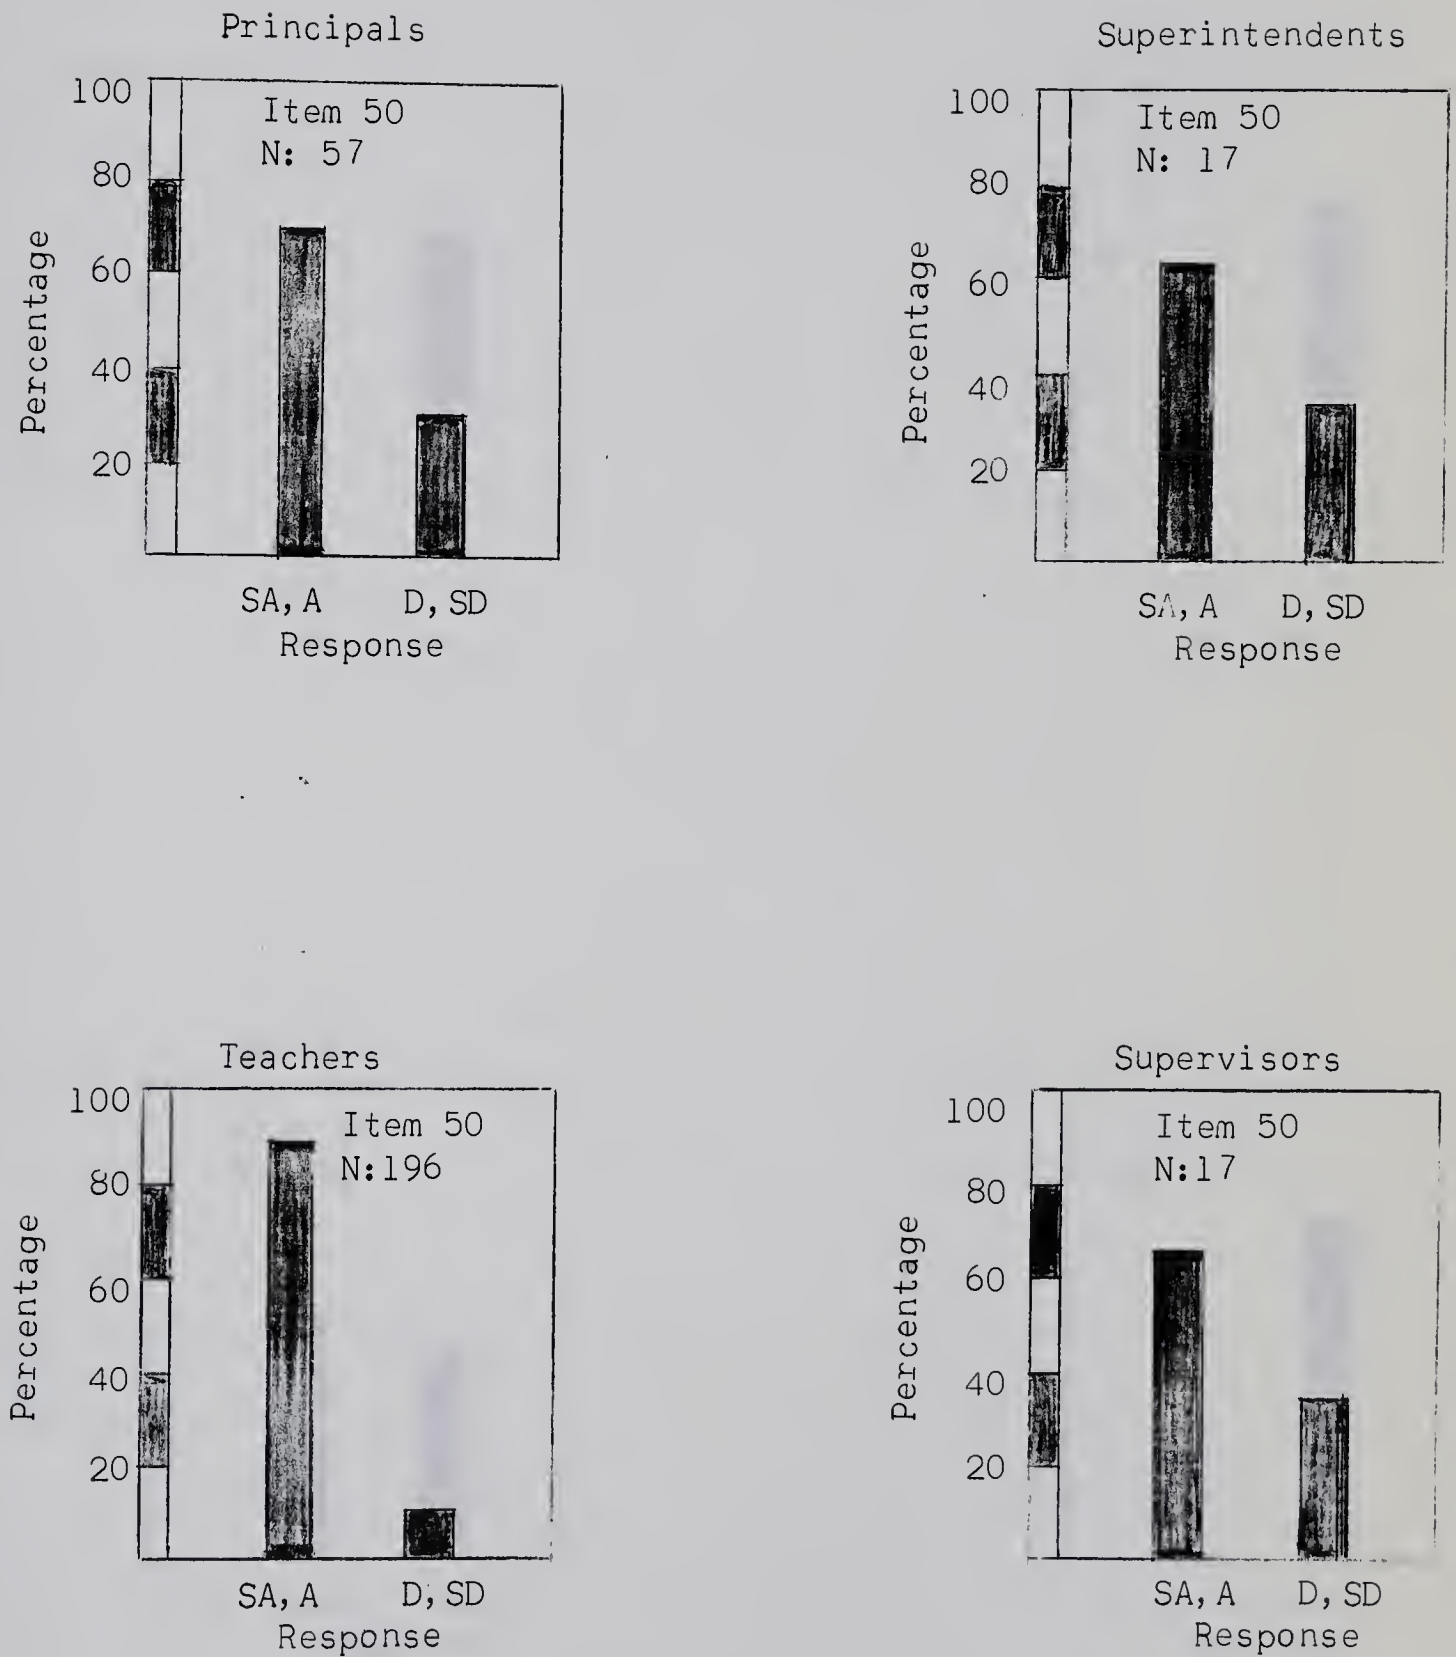 Principals
100
Item 50
N: 57
80
60
40
20
Percentage
SA, A D, SD
Response
Superintendents
100
Item 50
N: 17
80
60
40
20
Percentage
SA, A D, SD
Response
Teachers
100
Item 50
N:196
80
60
40
20
Percentage
SA, A D, SD
Response
Supervisors
100
Item 50
N:17
80
60
40
20
Percentage
SA, A D, SD
Response